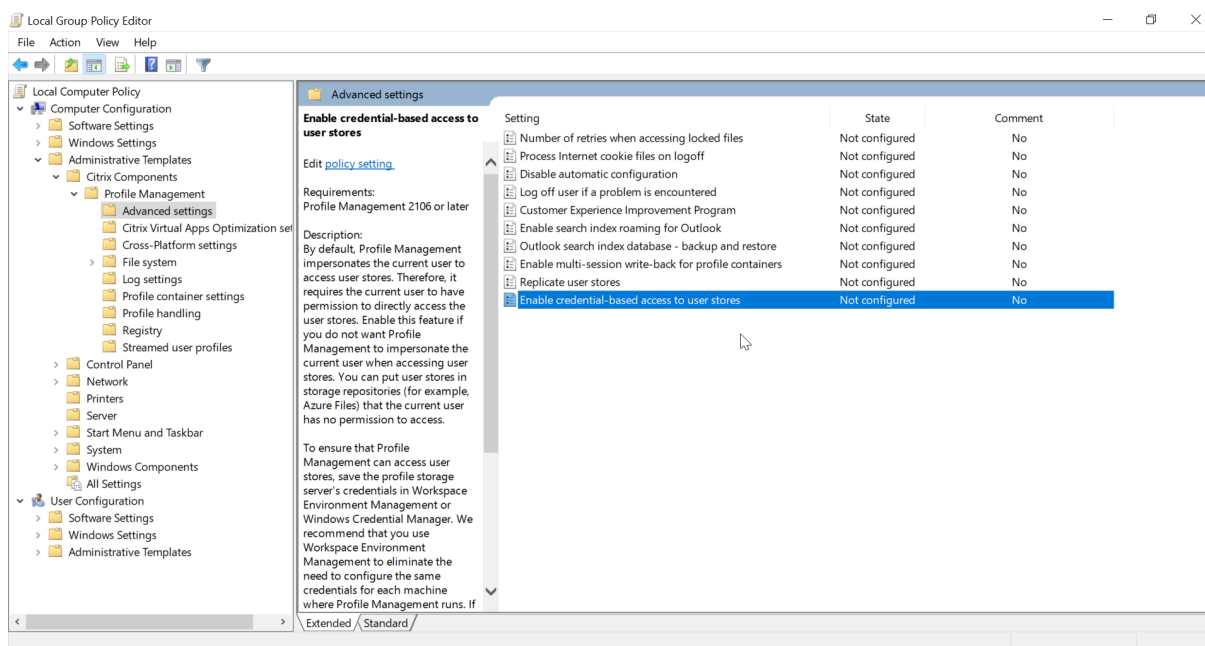 Local Group Policy Editor
File Action View Help
Local Computer Policy
Computer Configuration
Software Settings
Windows Settings
Administrative Templates
Citrix Components
Profile Management
Advanced settings
Citrix Virtual Apps Optimization set
Cross-Platform settings
File system
Log settings
Profile container settings
Profile handling
Registry
Streamed user profiles
Control Panel
Network
Printers
Server
Start Menu and Taskbar
System
Windows Components
All Settings
User Configuration
Software Settings
Windows Settings
Administrative Templates
Advanced settings
Enable credential-based access to
user stores
Edit policy setting
Requirements:
Profile Management 2106 or later
Description:
By default, Profile Management
impersonates the current user to
access user stores. Therefore, it
requires the current user to have
permission to directly access the
user stores. Enable this feature if
you do not want Profile
Management to impersonate the
current user when accessing user
stores. You can put user stores in
storage repositories (for example,
Azure Files) that the current user
has no permission to access.
To ensure that Profile
Management can access user
stores, save the profile storage
server's credentials in Workspace
Environment Management or
Windows Credential Manager. We
recommend that you use
Workspace Environment
Management to eliminate the
need to configure the same
credentials for each machine
where Profile Management runs. If
Setting State Comment
Number of retries when accessing locked files Not configured No
Process Internet cookie files on logoff Not configured No
Disable automatic configuration Not configured No
Log off user if a problem is encountered Not configured No
Customer Experience Improvement Program Not configured No
Enable search index roaming for Outlook Not configured No
Outlook search index database - backup and restore Not configured No
Enable multi-session write-back for profile containers Not configured No
Replicate user stores Not configured No
Enable credential-based access to user stores Not configured No
Extended Standard